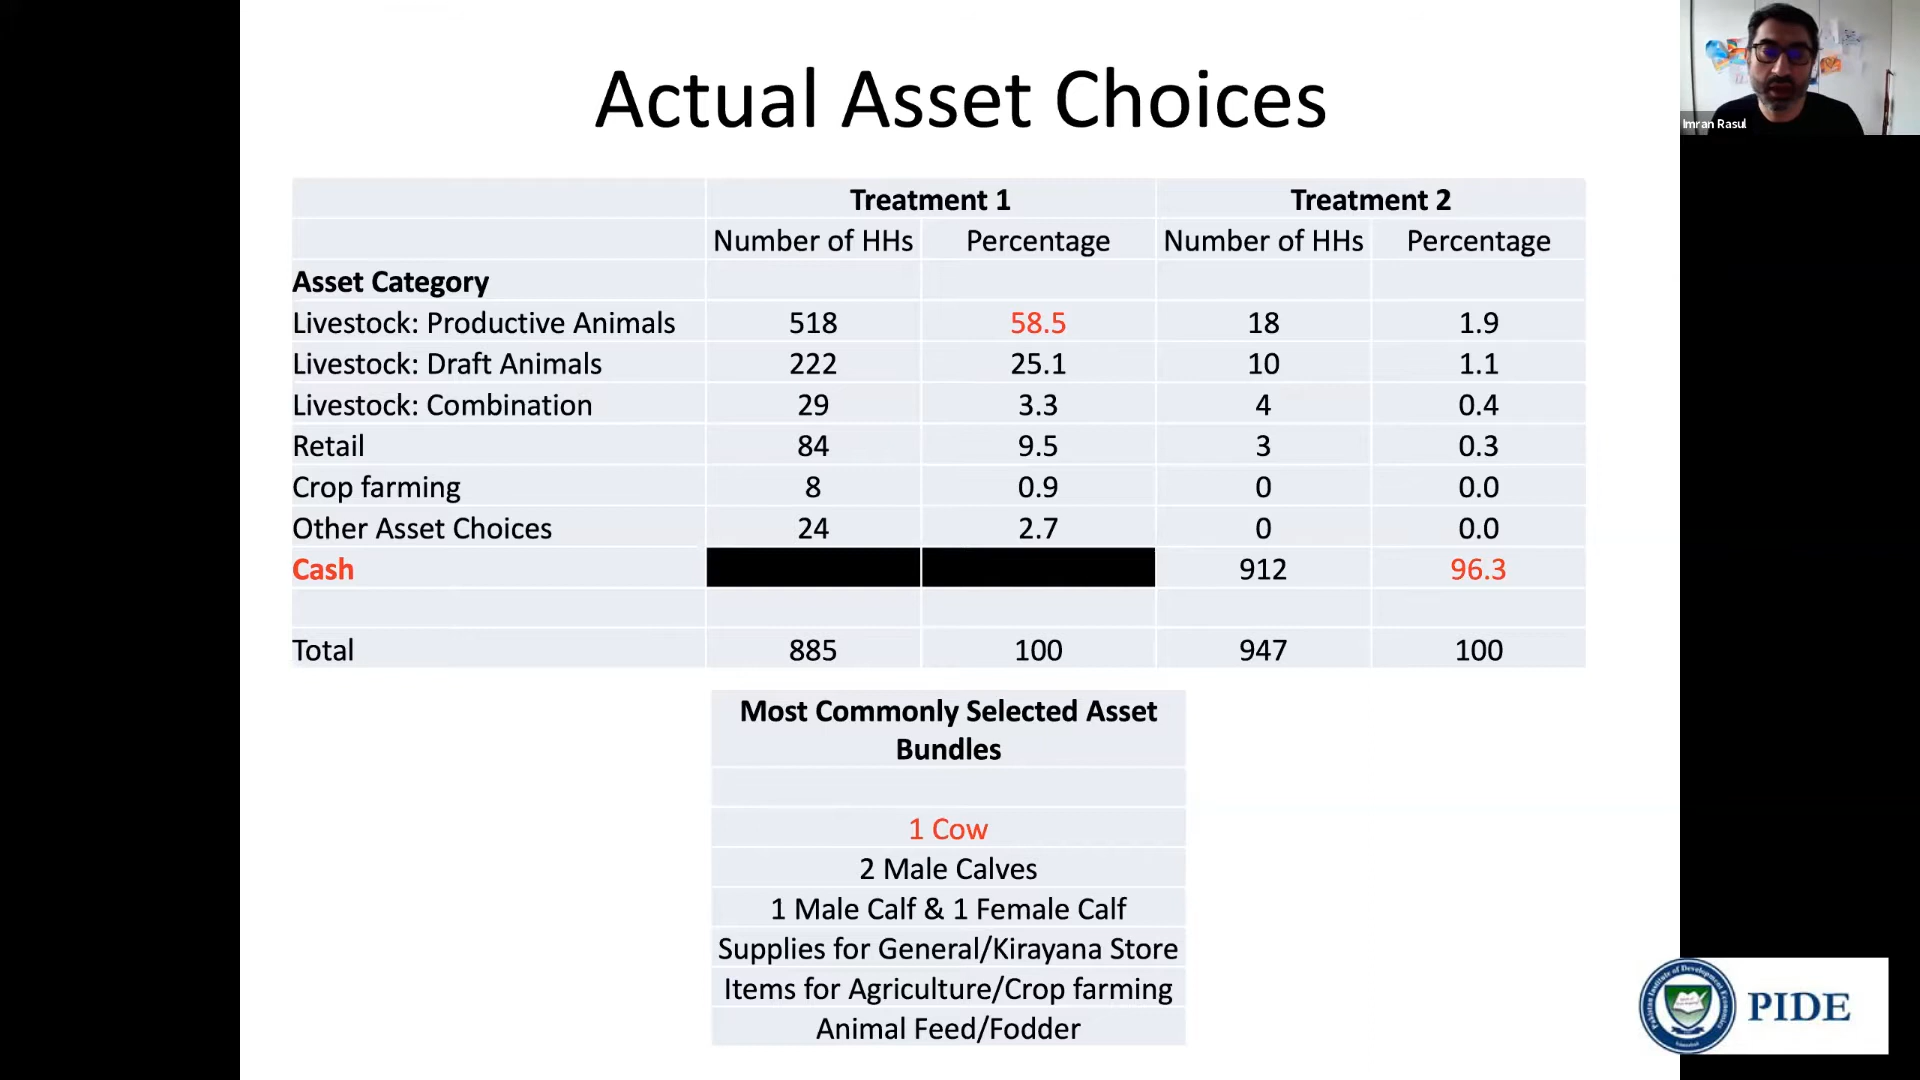 Actual Asset Choices
Imran Rasul
Treatment 1 Treatment 2
Number of HHs Percentage Number of HHs Percentage
Asset Category
Livestock: Productive Animals 518 58.5 18 1.9
Livestock: Draft Animals 222 25.1 10 1.1
Livestock: Combination 29 3.3 4 0.4
Retail 84 9.5 3 0.3
Crop farming 8 0.9 0 0.0
Other Asset Choices 24 2.7 0 0.0
Cash 912 96.3
Total 885 100 947 100
Most Commonly Selected Asset
Bundles
1 Cow
2 Male Calves
1 Male Calf & 1 Female Calf
Supplies for General/Kirayana Store
Items for Agriculture/Crop farming
Animal Feed/Fodder
Pakistan Institute of Development Economics
PIDE